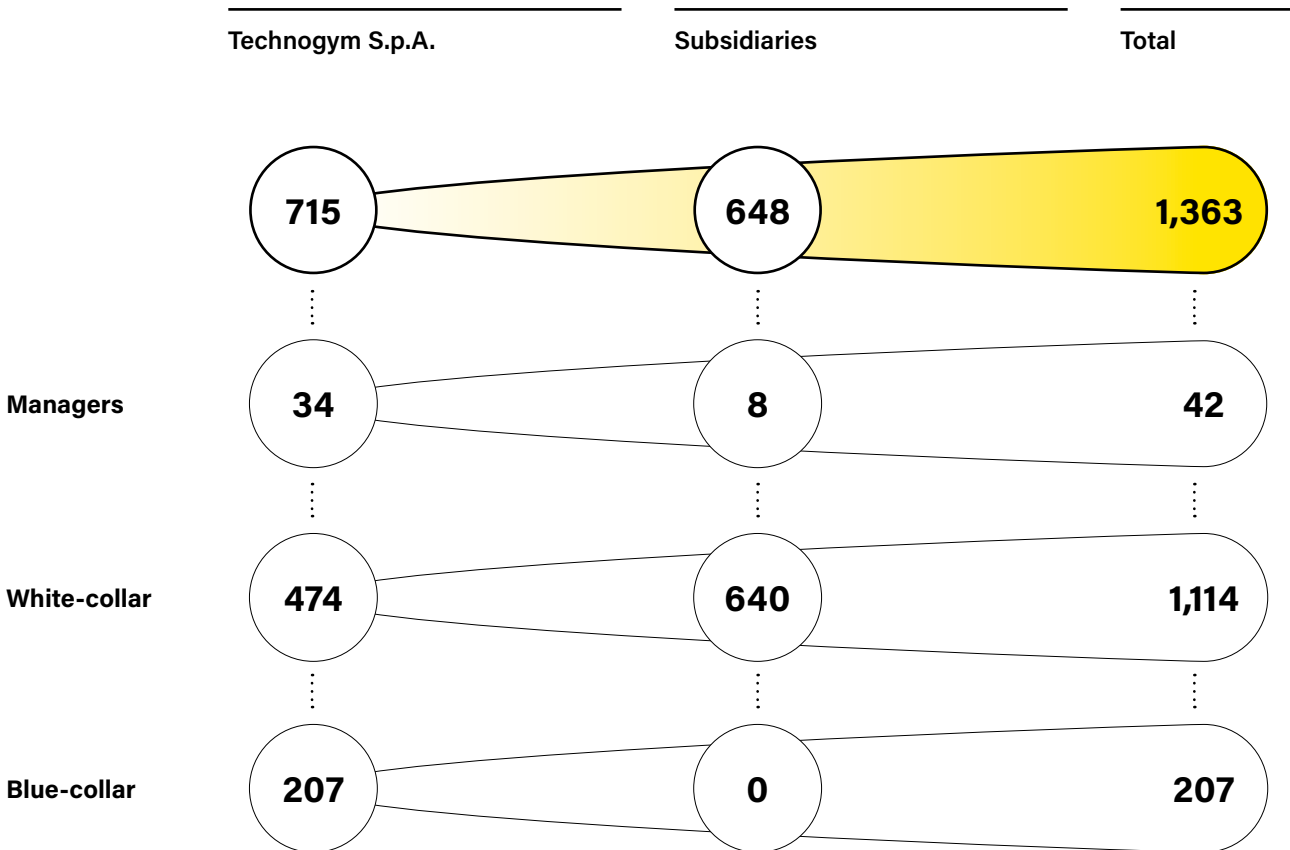 Technogym S.p.A. Subsidiaries Total
715 648 1,363
Managers 34 8 42
White-collar 474 640 1,114
Blue-collar 207 0 207